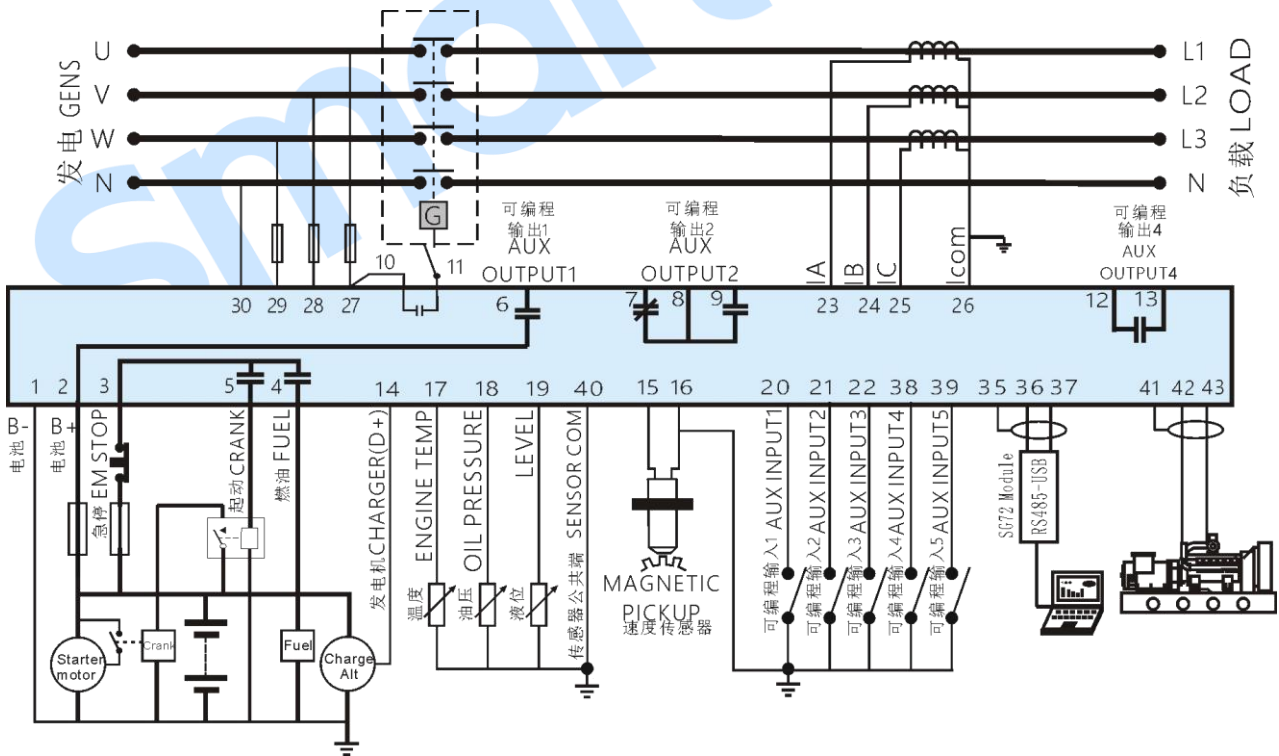 smar
U
V
W
N
发电 GENS
L1
L2
L3
N
负载 LOAD
G
10
11
可编程
输出1
AUX
OUTPUT1
可编程
输出2
AUX
OUTPUT2
IA
IB
IC
Icom
可编程
输出4
AUX
OUTPUT4
30
29
28
27
6
7
8
9
23
24
25
26
12
13
1
2
3
5
4
14
17
18
19
40
15
16
20
21
22
38
39
35
36
37
41
42
43
B-
电池
B+
电池
急停 EM STOP
起动 CRANK
燃油 FUEL
发电机 CHARGER(D+)
ENGINE TEMP
温度
OIL PRESSURE
油压
LEVEL
液位
传感器公共端 SENSOR COM
MAGNETIC
PICKUP
速度传感器
可编程输入1 AUX INPUT1
可编程输入2 AUX INPUT2
可编程输入3 AUX INPUT3
可编程输入4 AUX INPUT4
可编程输入5 AUX INPUT5
SG72 Module
RS485-USB
Starter
motor
Crank
Fuel
Charge
Alt